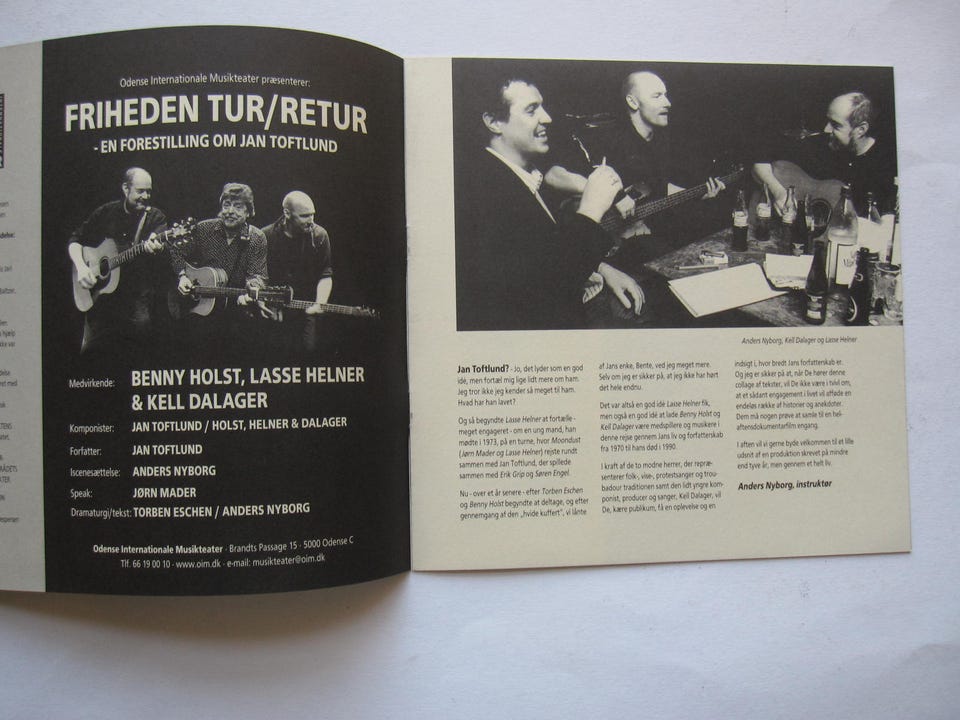 Odense Internationale Musikteater præsenterer:
FRIHEDEN TUR/RETUR
- EN FORESTILLING OM JAN TOFTLUND
Medvirkende: BENNY HOLST, LASSE HELNER
& KELL DALAGER
Komponister: JAN TOFTLUND / HOLST, HELNER & DALAGER
Forfatter: JAN TOFTLUND
Iscenesættelse: ANDERS NYBORG
Speak: JØRN MADER
Dramaturgi/tekst: TORBEN ESCHEN / ANDERS NYBORG
Odense Internationale Musikteater · Brandts Passage 15 · 5000 Odense C
Tlf. 66 19 00 10 · www.oim.dk · e-mail: musikteater@oim.dk
Anders Nyborg, Kell Dalager og Lasse Helner
Jan Toftlund? - Jo, det lyder som en god
idé, men fortæl mig lige lidt mere om ham.
Jeg tror ikke jeg kender så meget til ham.
Hvad har han lavet?
Og så begyndte Lasse Helner at fortælle -
meget engageret - om en ung mand, han
mødte i 1973, på en turne, hvor Moondust
(Jørn Mader og Lasse Helner) rejste rundt
sammen med Jan Toftlund, der spillede
sammen med Erik Grip og Søren Engel.
Nu - over et år senere - efter Torben Eschen
og Benny Holst begyndte at deltage, og efter
gennemgang af den „hvide kuffert", vi lånte
af Jans enke, Bente, ved jeg meget mere.
Selv om jeg er sikker på, at jeg ikke har hørt
det hele endnu.
Det var altså en god idé Lasse Helner fik,
men også en god idé at lade Benny Holst og
Kell Dalager være medspillere og musikere i
denne rejse gennem Jans liv og forfatterskab
fra 1970 til hans død i 1990.
I kraft af de to modne herrer, der repræ-
senterer folk-, vise-, protestsanger og trou-
badour traditionen samt den lidt yngre kom-
ponist, producer og sanger, Kell Dalager, vil
De, kære publikum, få en oplevelse og en
indsigt i, hvor bredt Jans forfatterskab er.
Og jeg er sikker på at, når De hører denne
collage af tekster, vil De ikke være i tvivl om,
at et sådant engagement i livet vil afføde en
endeløs række af historier og anekdoter.
Dem må nogen prøve at samle til en hel-
aftensdokumentarfilm engang.
I aften vil vi gerne byde velkommen til et lille
udsnit af en produktion skrevet på mindre
end tyve år, men gennem et helt liv.
Anders Nyborg, instruktør